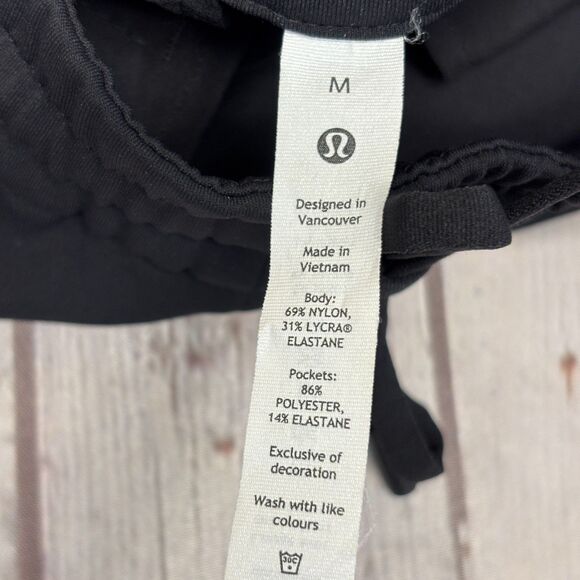 M
Designed in
Vancouver
Made in
Vietnam
Body:
69% NYLON,
31% LYCRA®
ELASTANE
Pockets:
86%
POLYESTER,
14% ELASTANE
Exclusive of
decoration
Wash with like
colours
30C